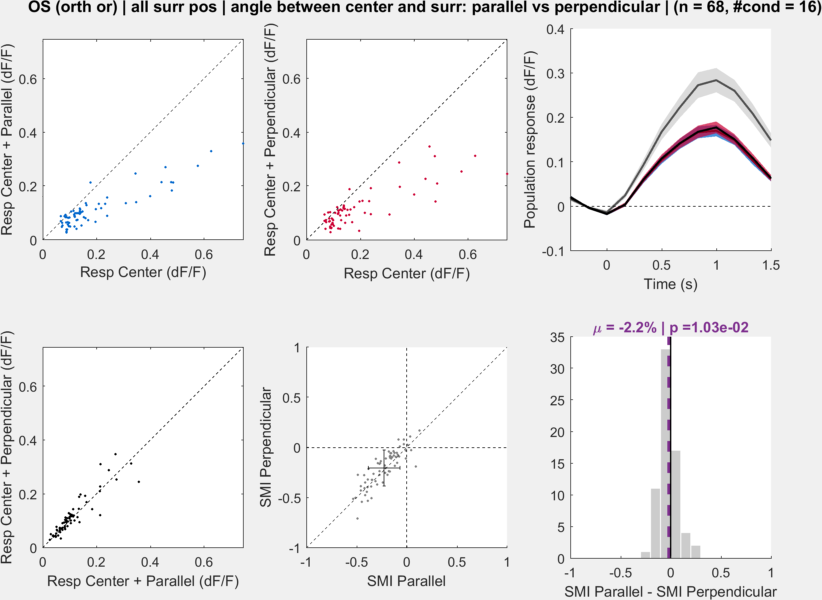 OS (orth or) | all surr pos | angle between center and surr: parallel vs perpendicular | (n = 68, #cond = 16)
Resp Center + Parallel (dF/F)
0.6
0.4
0.2
0
0 0.2 0.4 0.6
Resp Center (dF/F)
Resp Center + Perpendicular (dF/F)
0.6
0.4
0.2
0
0 0.2 0.4 0.6
Resp Center (dF/F)
Population response (dF/F)
0.4
0.3
0.2
0.1
0
-0.1
0 0.5 1 1.5
Time (s)
Resp Center + Perpendicular (dF/F)
0.6
0.4
0.2
0
0 0.2 0.4 0.6
Resp Center + Parallel (dF/F)
SMI Perpendicular
1
0.5
0
-0.5
-1
-1 -0.5 0 0.5 1
SMI Parallel
μ = -2.2% | p =1.03e-02
35
30
25
20
15
10
5
0
-1 -0.5 0 0.5 1
SMI Parallel - SMI Perpendicular